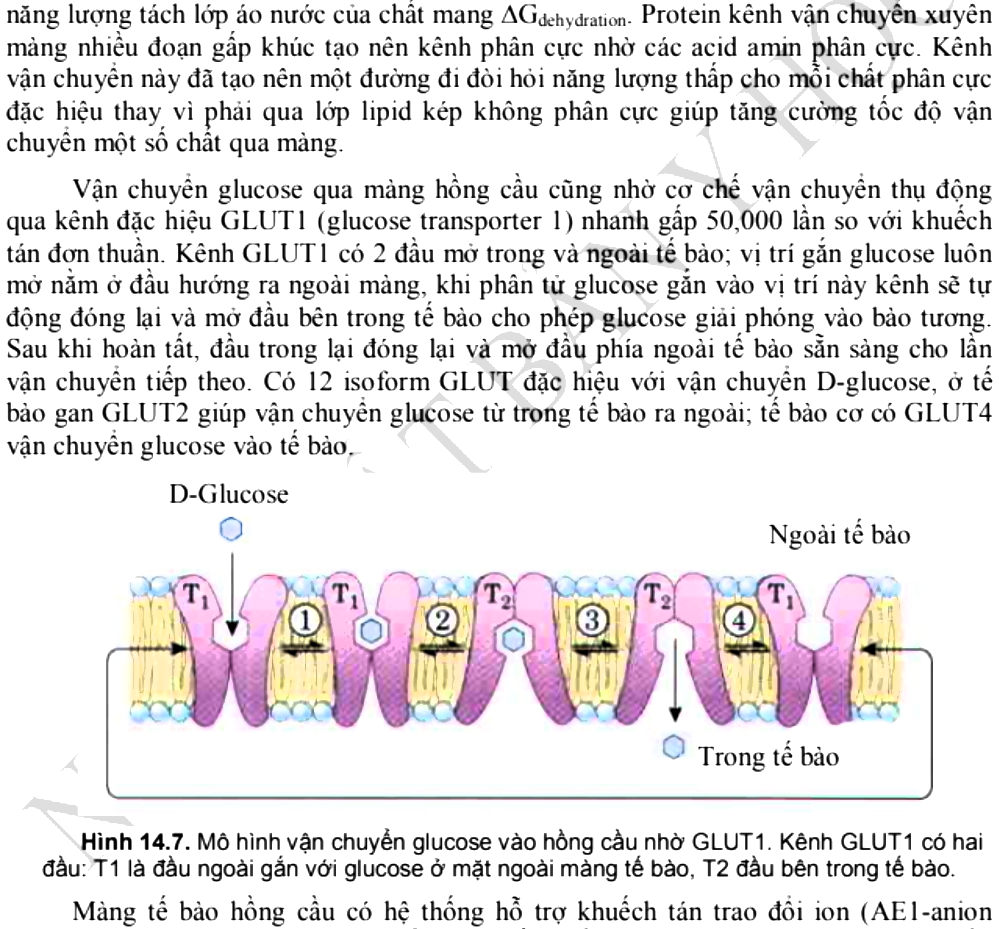 năng lượng tách lớp áo nước của chất mang ΔGdehydration. Protein kênh vận chuyển xuyên
màng nhiều đoạn gấp khúc tạo nên kênh phân cực nhờ các acid amin phân cực. Kênh
vận chuyển này đã tạo nên một đường đi đòi hỏi năng lượng thấp cho mỗi chất phân cực
đặc hiệu thay vì phải qua lớp lipid kép không phân cực giúp tăng cường tốc độ vận
chuyển một số chất qua màng.
Vận chuyển glucose qua màng hồng cầu cũng nhờ cơ chế vận chuyển thụ động
qua kênh đặc hiệu GLUT1 (glucose transporter 1) nhanh gấp 50,000 lần so với khuếch
tán đơn thuần. Kênh GLUT1 có 2 đầu mở trong và ngoài tế bào; vị trí gắn glucose luôn
mở nằm ở đầu hướng ra ngoài màng, khi phân tử glucose gắn vào vị trí này kênh sẽ tự
động đóng lại và mở đầu bên trong tế bào cho phép glucose giải phóng vào bào tương.
Sau khi hoàn tất, đầu trong lại đóng lại và mở đầu phía ngoài tế bào sẵn sàng cho lần
vận chuyển tiếp theo. Có 12 isoform GLUT đặc hiệu với vận chuyển D-glucose, ở tế
bào gan GLUT2 giúp vận chuyển glucose từ trong tế bào ra ngoài; tế bào cơ có GLUT4
vận chuyển glucose vào tế bào.
D-Glucose
Ngoài tế bào
T1 T1 T2 T2 T1
① ② ③ ④
Trong tế bào
Hình 14.7. Mô hình vận chuyển glucose vào hồng cầu nhờ GLUT1. Kênh GLUT1 có hai
đầu: T1 là đầu ngoài gắn với glucose ở mặt ngoài màng tế bào, T2 đầu bên trong tế bào.
Màng tế bào hồng cầu có hệ thống hỗ trợ khuếch tán trao đổi ion (AE1-anion